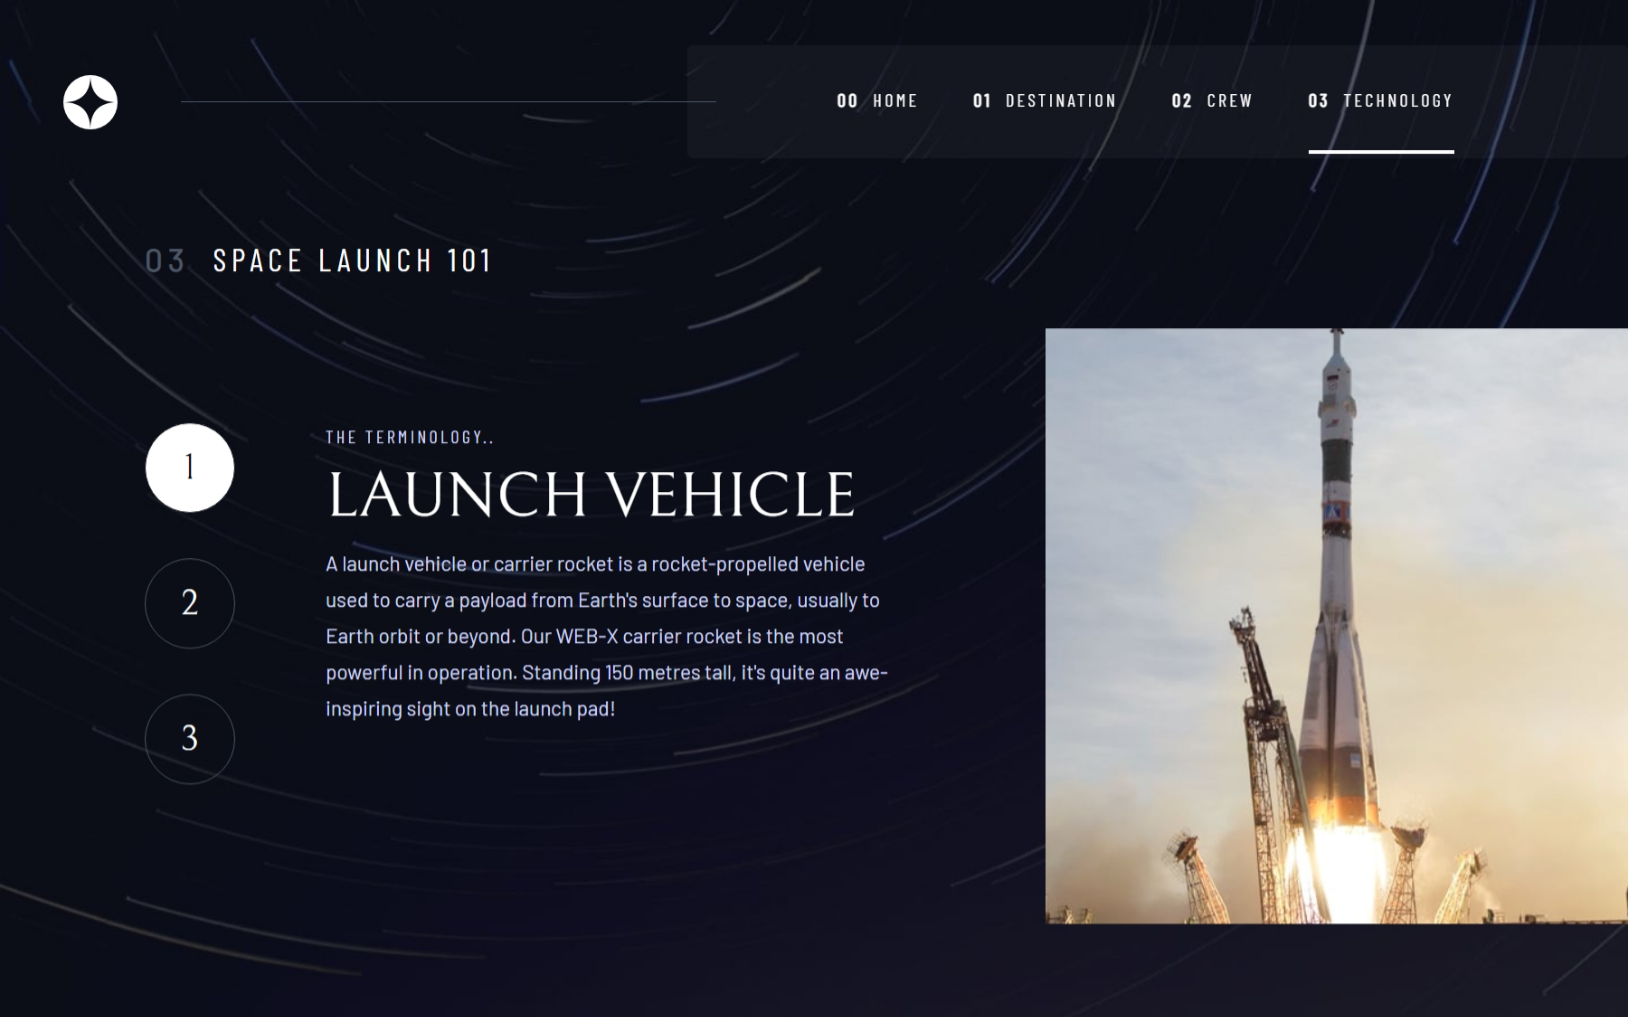 00 HOME 01 DESTINATION 02 CREW 03 TECHNOLOGY
03 SPACE LAUNCH 101
1
2
3
THE TERMINOLOGY..
LAUNCH VEHICLE
A launch vehicle or carrier rocket is a rocket-propelled vehicle
used to carry a payload from Earth's surface to space, usually to
Earth orbit or beyond. Our WEB-X carrier rocket is the most
powerful in operation. Standing 150 metres tall, it's quite an awe-
inspiring sight on the launch pad!